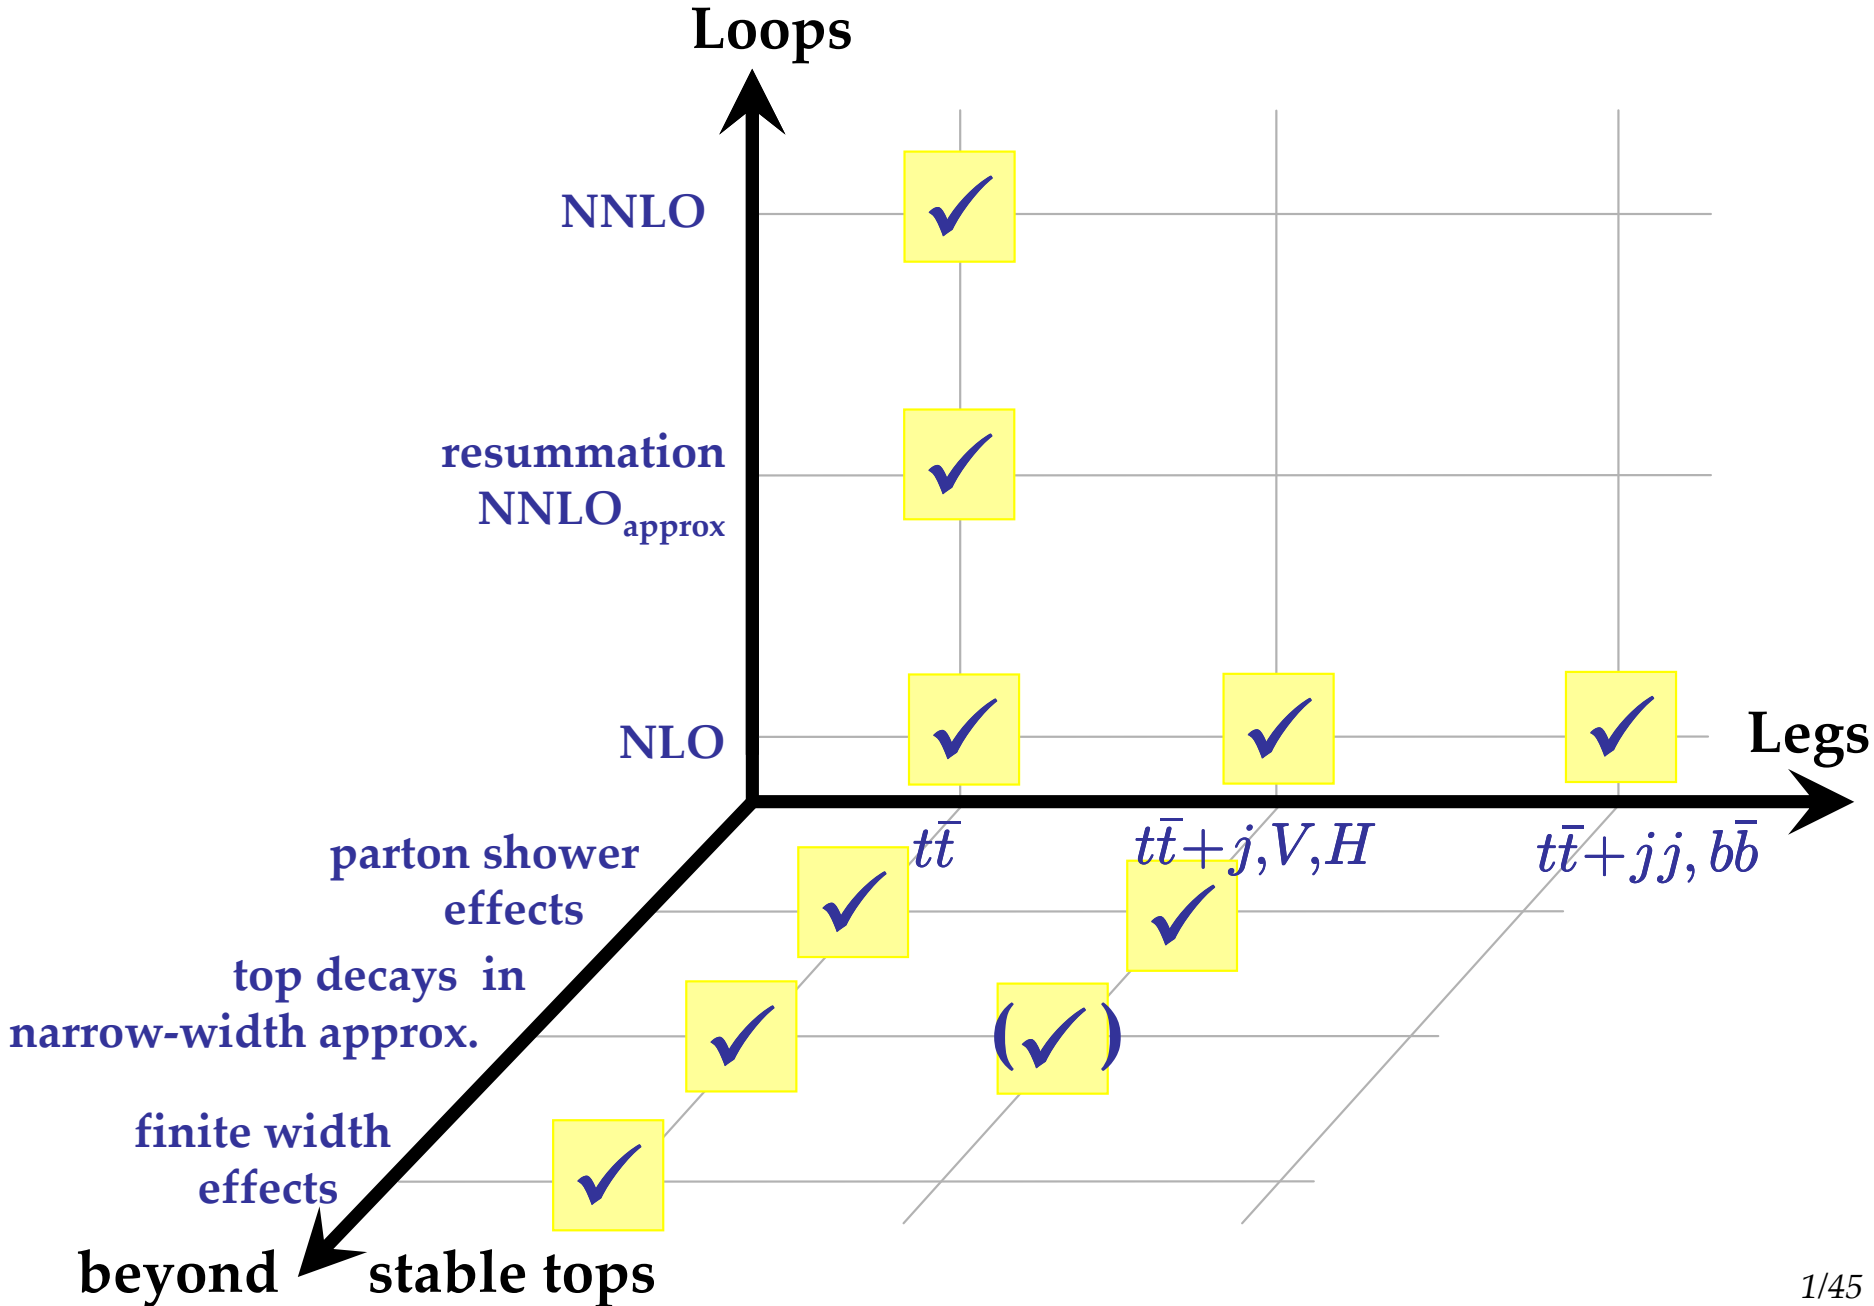 Loops
NNLO
resummation
NNLO_approx
NLO
Legs
tt̄
tt̄+j,V,H
tt̄+jj, bb̄
parton shower
effects
top decays in
narrow-width approx.
( )
finite width
effects
beyond stable tops
1/45